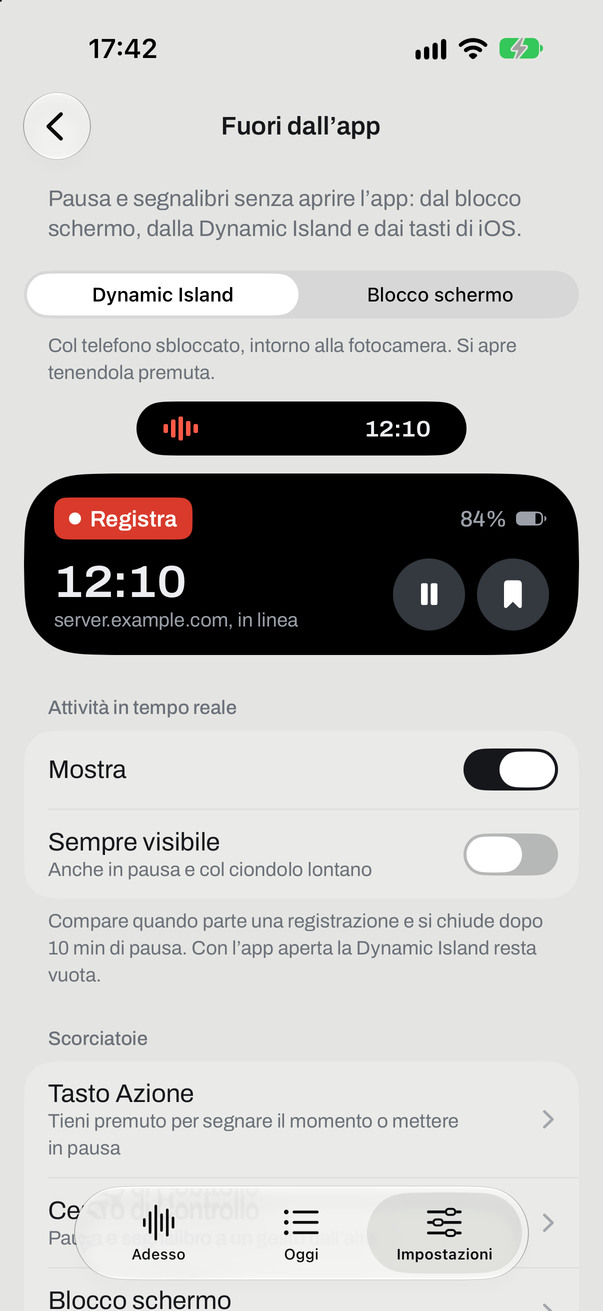 17:42
Fuori dall’app
Pausa e segnalibri senza aprire l’app: dal blocco
schermo, dalla Dynamic Island e dai tasti di iOS.
Dynamic Island
Blocco schermo
Col telefono sbloccato, intorno alla fotocamera. Si apre
tenendola premuta.
12:10
Registra
84%
12:10
server.example.com, in linea
Attività in tempo reale
Mostra
Sempre visibile
Anche in pausa e col ciondolo lontano
Compare quando parte una registrazione e si chiude dopo
10 min di pausa. Con l’app aperta la Dynamic Island resta
vuota.
Scorciatoie
Tasto Azione
Tieni premuto per segnare il momento o mettere
in pausa
Adesso
Oggi
Impostazioni
Blocco schermo